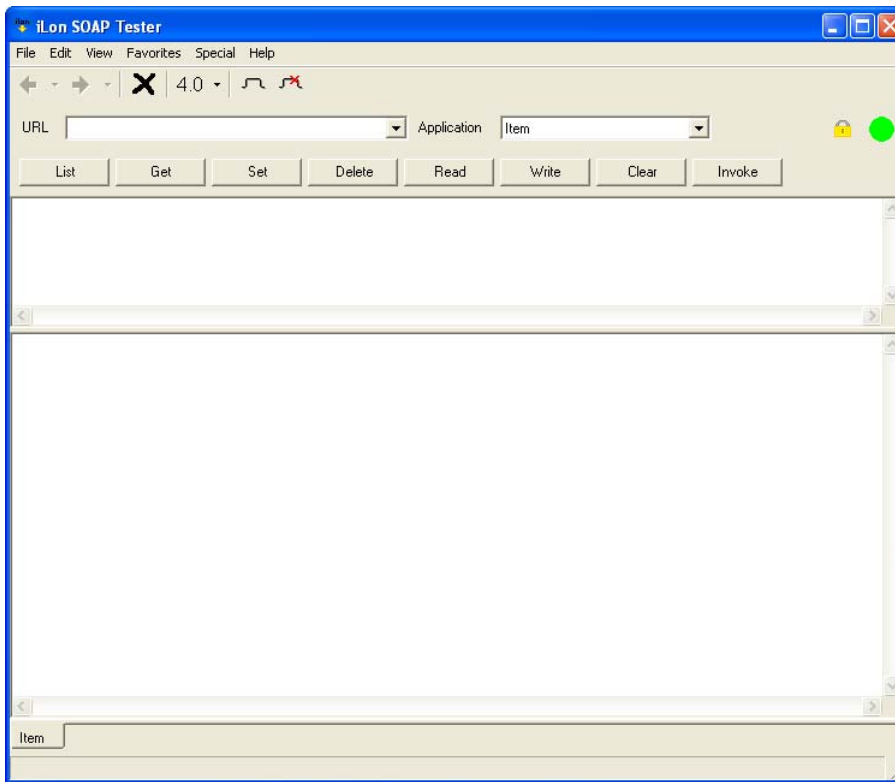 iLon SOAP Tester
File Edit View Favorites Special Help
4.0
URL Application Item
List Get Set Delete Read Write Clear Invoke
Item